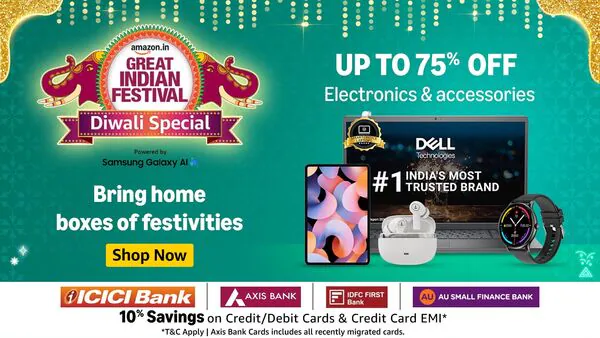 amazon.in
GREAT
INDIAN
FESTIVAL
Diwali Special
Powered by
Samsung Galaxy AI
Bring home
boxes of festivities
Shop Now
UP TO 75% OFF
Electronics & accessories
DELL
Technologies
#1 INDIA'S MOST
TRUSTED BRAND
ICICI Bank
AXIS BANK
IDFC FIRST
Bank
AU AU SMALL FINANCE BANK
10% Savings on Credit/Debit Cards & Credit Card EMI*
*T&C Apply | Axis Bank Cards includes all recently migrated cards.